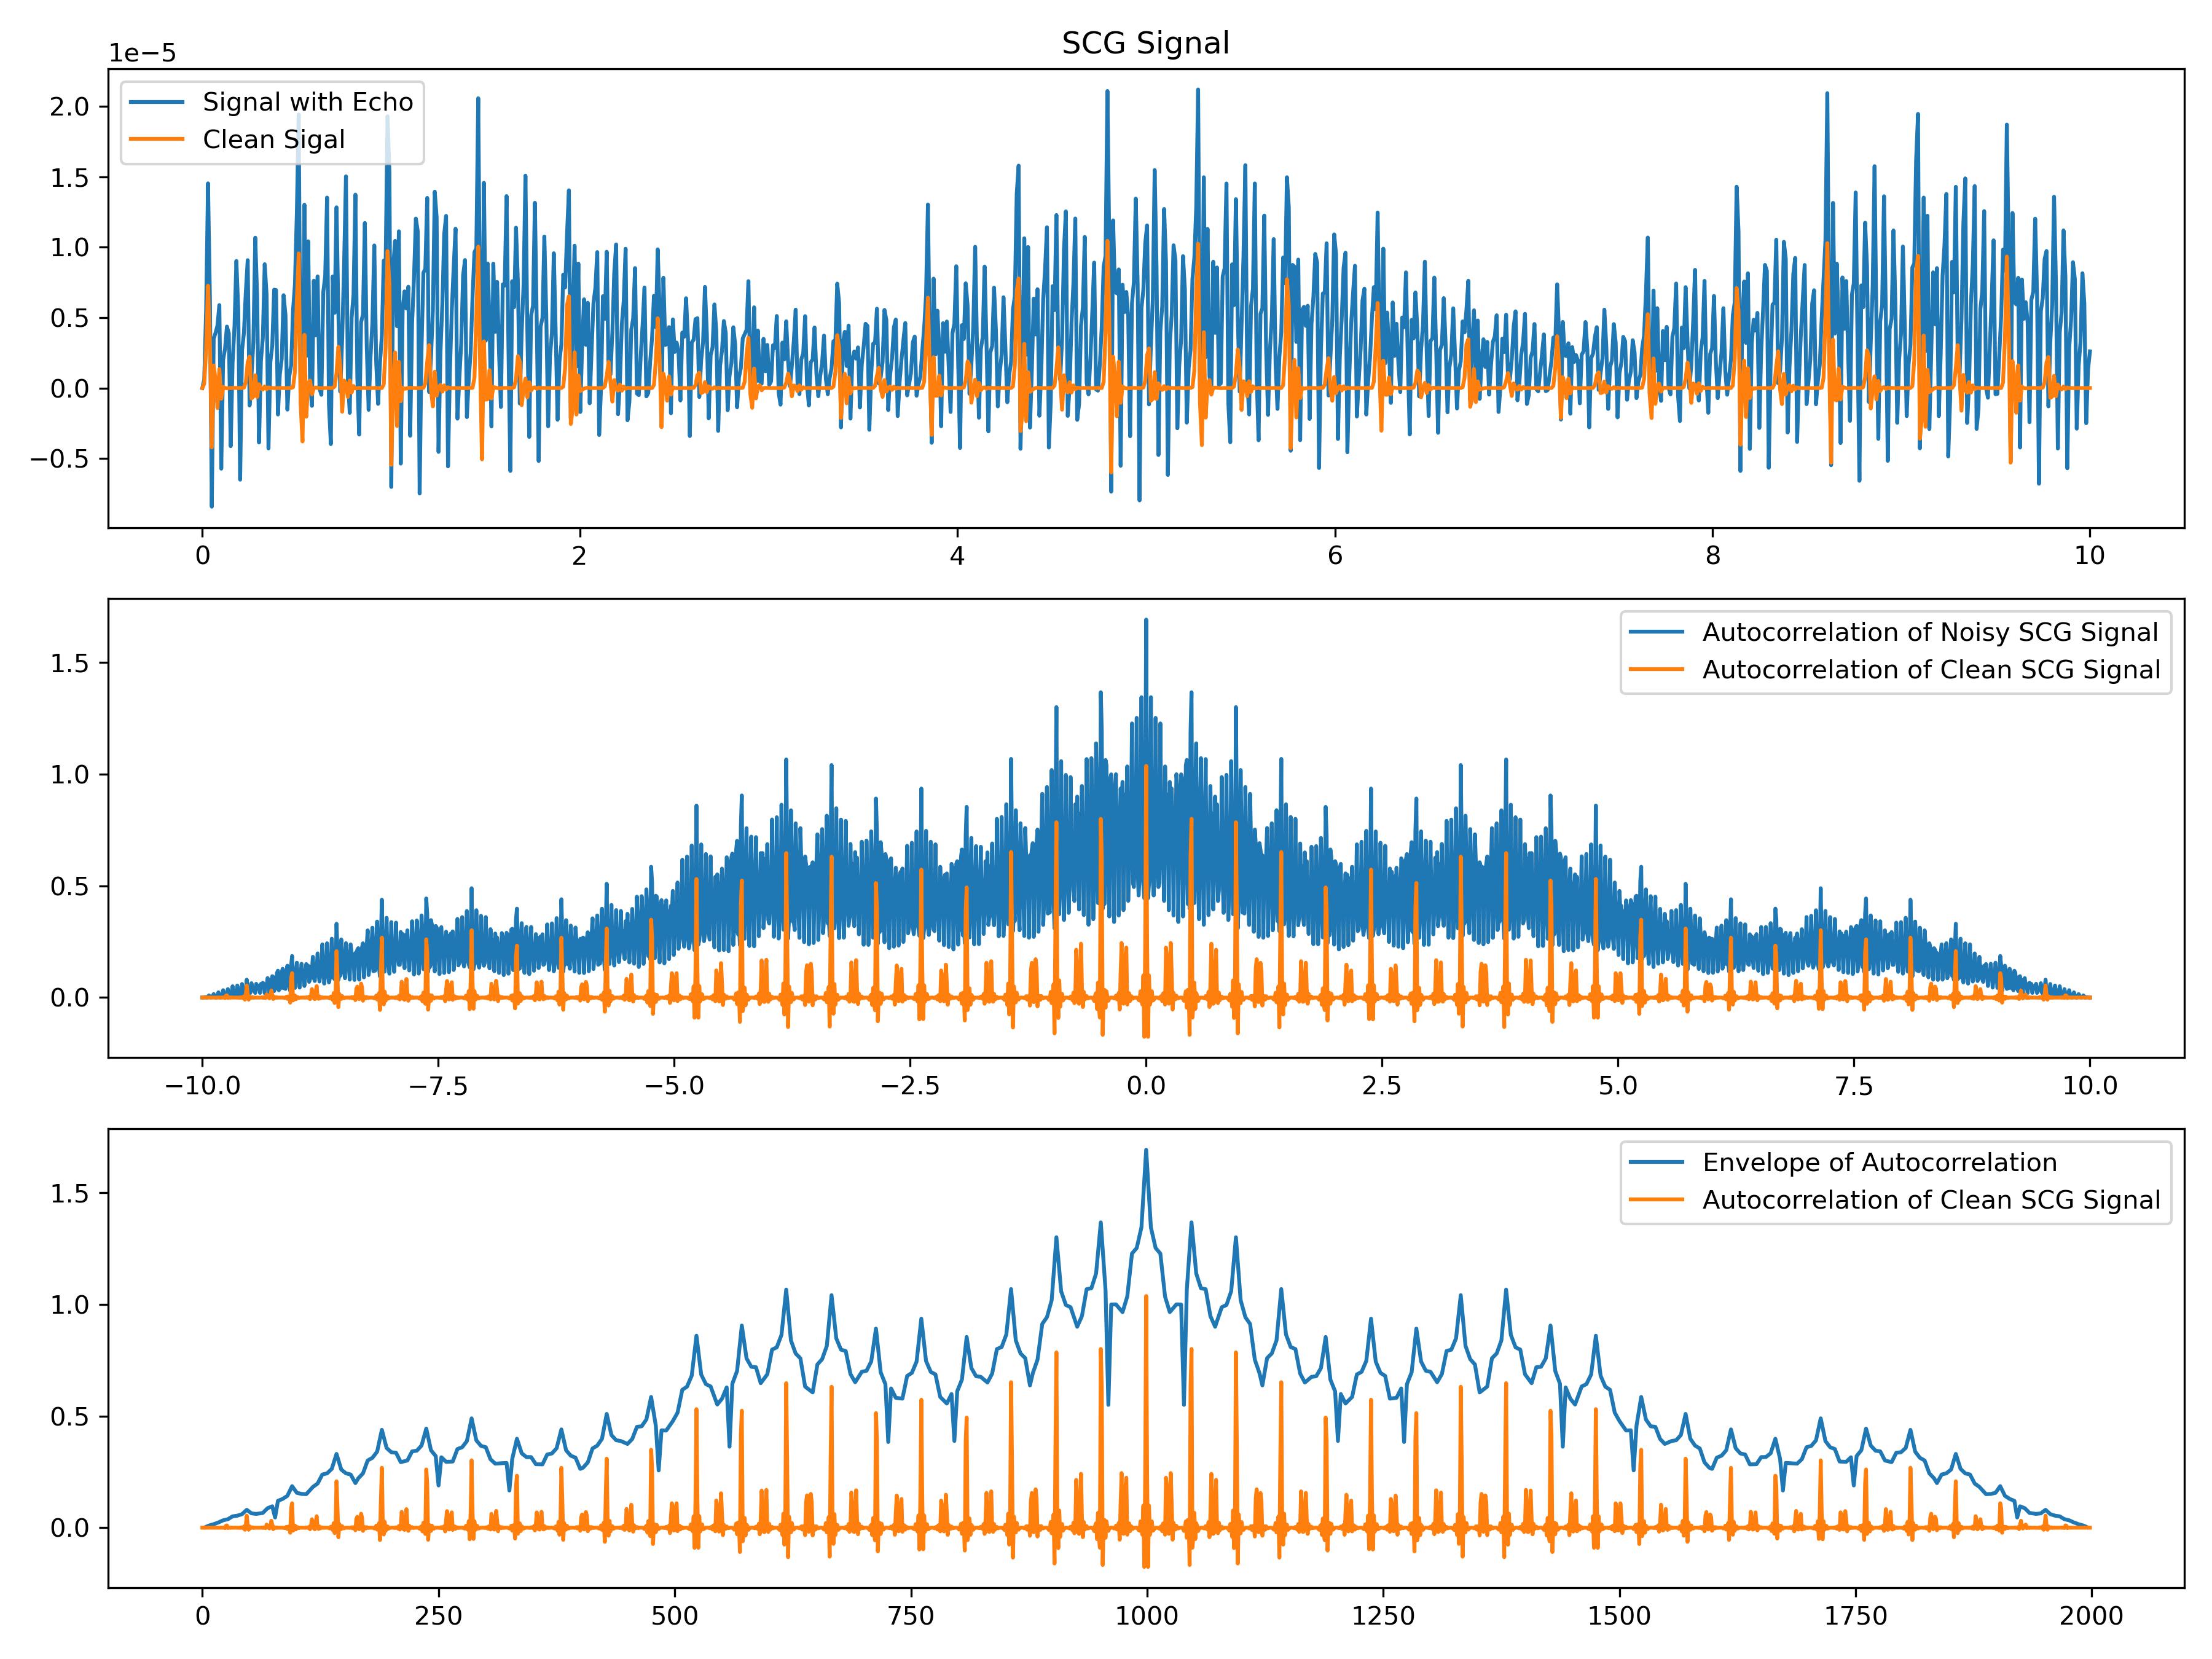 SCG Signal
1e−5
Signal with Echo
Clean Sigal
2.0
1.5
1.0
0.5
0.0
−0.5
0 2 4 6 8 10
Autocorrelation of Noisy SCG Signal
Autocorrelation of Clean SCG Signal
1.5
1.0
0.5
0.0
−10.0 −7.5 −5.0 −2.5 0.0 2.5 5.0 7.5 10.0
Envelope of Autocorrelation
Autocorrelation of Clean SCG Signal
1.5
1.0
0.5
0.0
0 250 500 750 1000 1250 1500 1750 2000